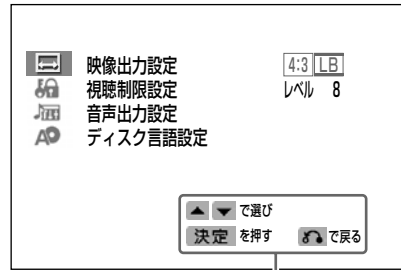 映像出力設定 4:3 LB
視聴制限設定 レベル 8
音声出力設定
ディスク言語設定
▲ ▼ で選び
決定 を押す で戻る